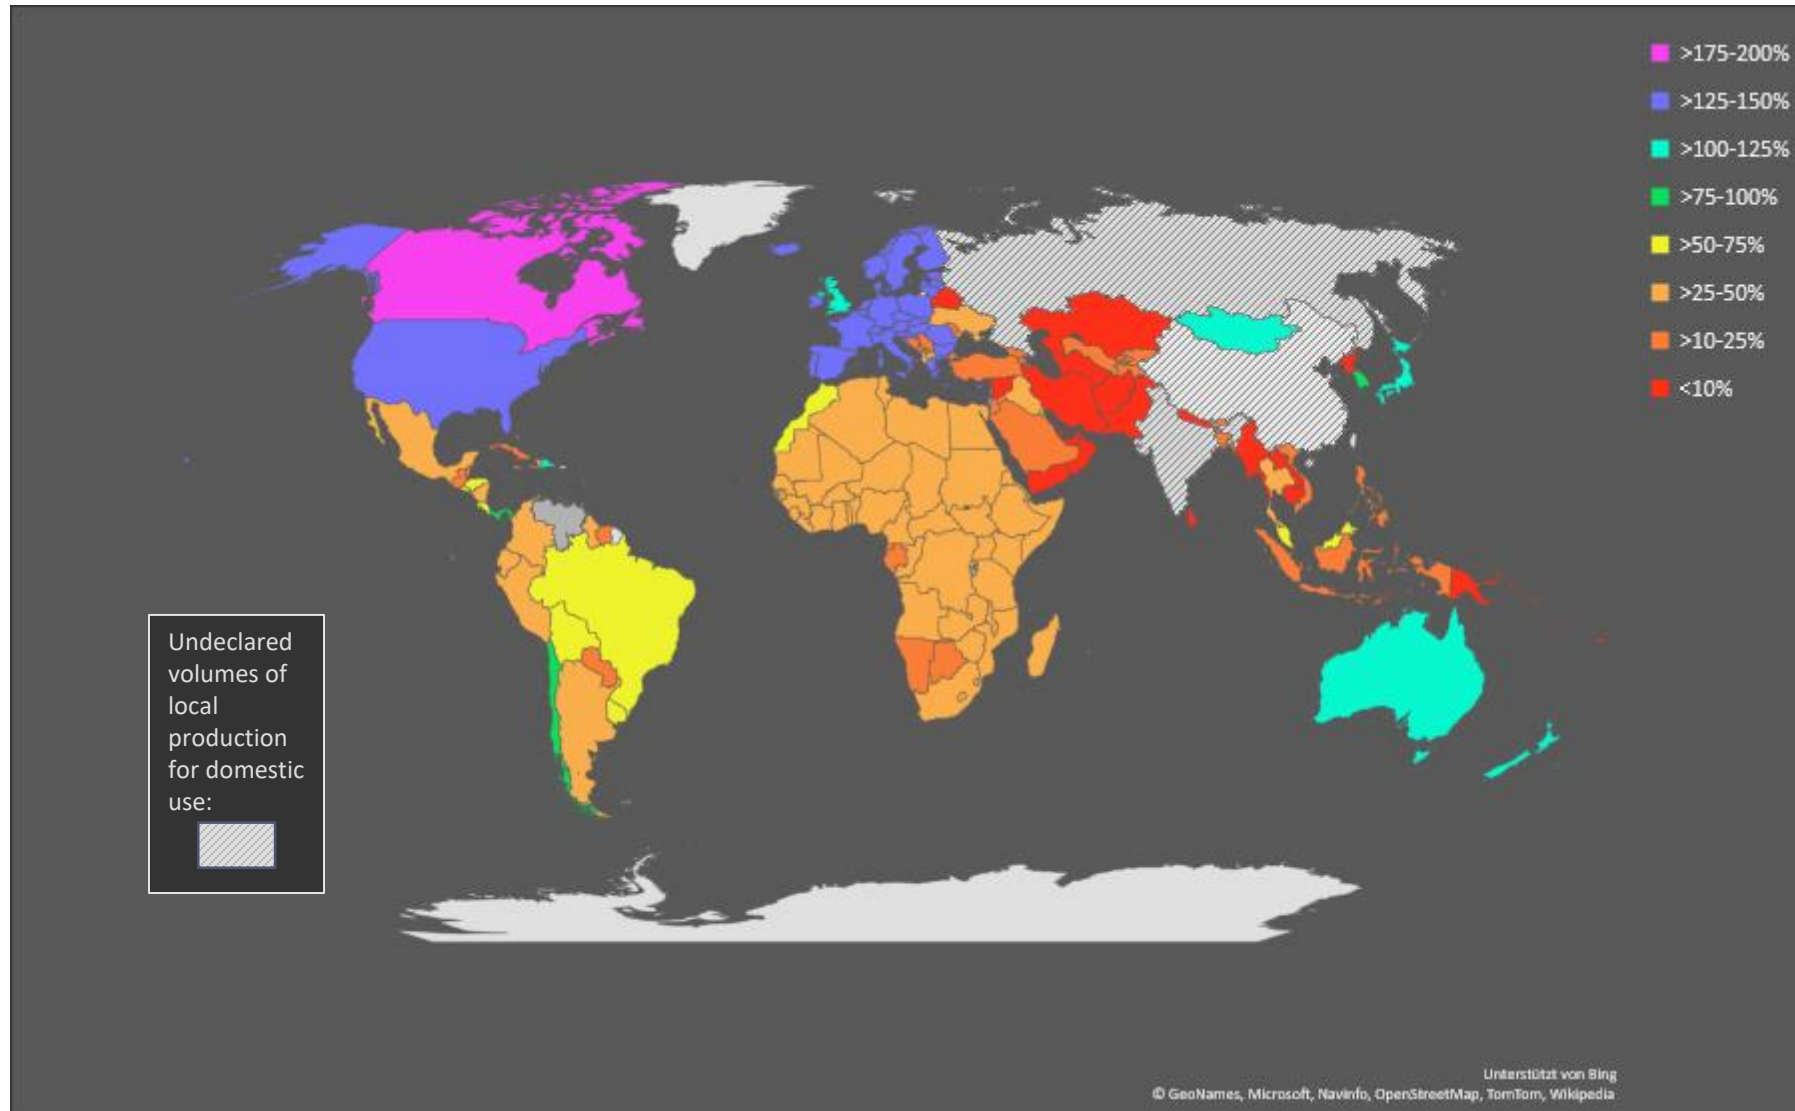 >175-200%
>125-150%
>100-125%
>75-100%
>50-75%
>25-50%
>10-25%
<10%
Undeclared
volumes of
local
production
for domestic
use:
Unterstützt von Bing
© GeoNames, Microsoft, Navinfo, OpenStreetMap, TomTom, Wikipedia